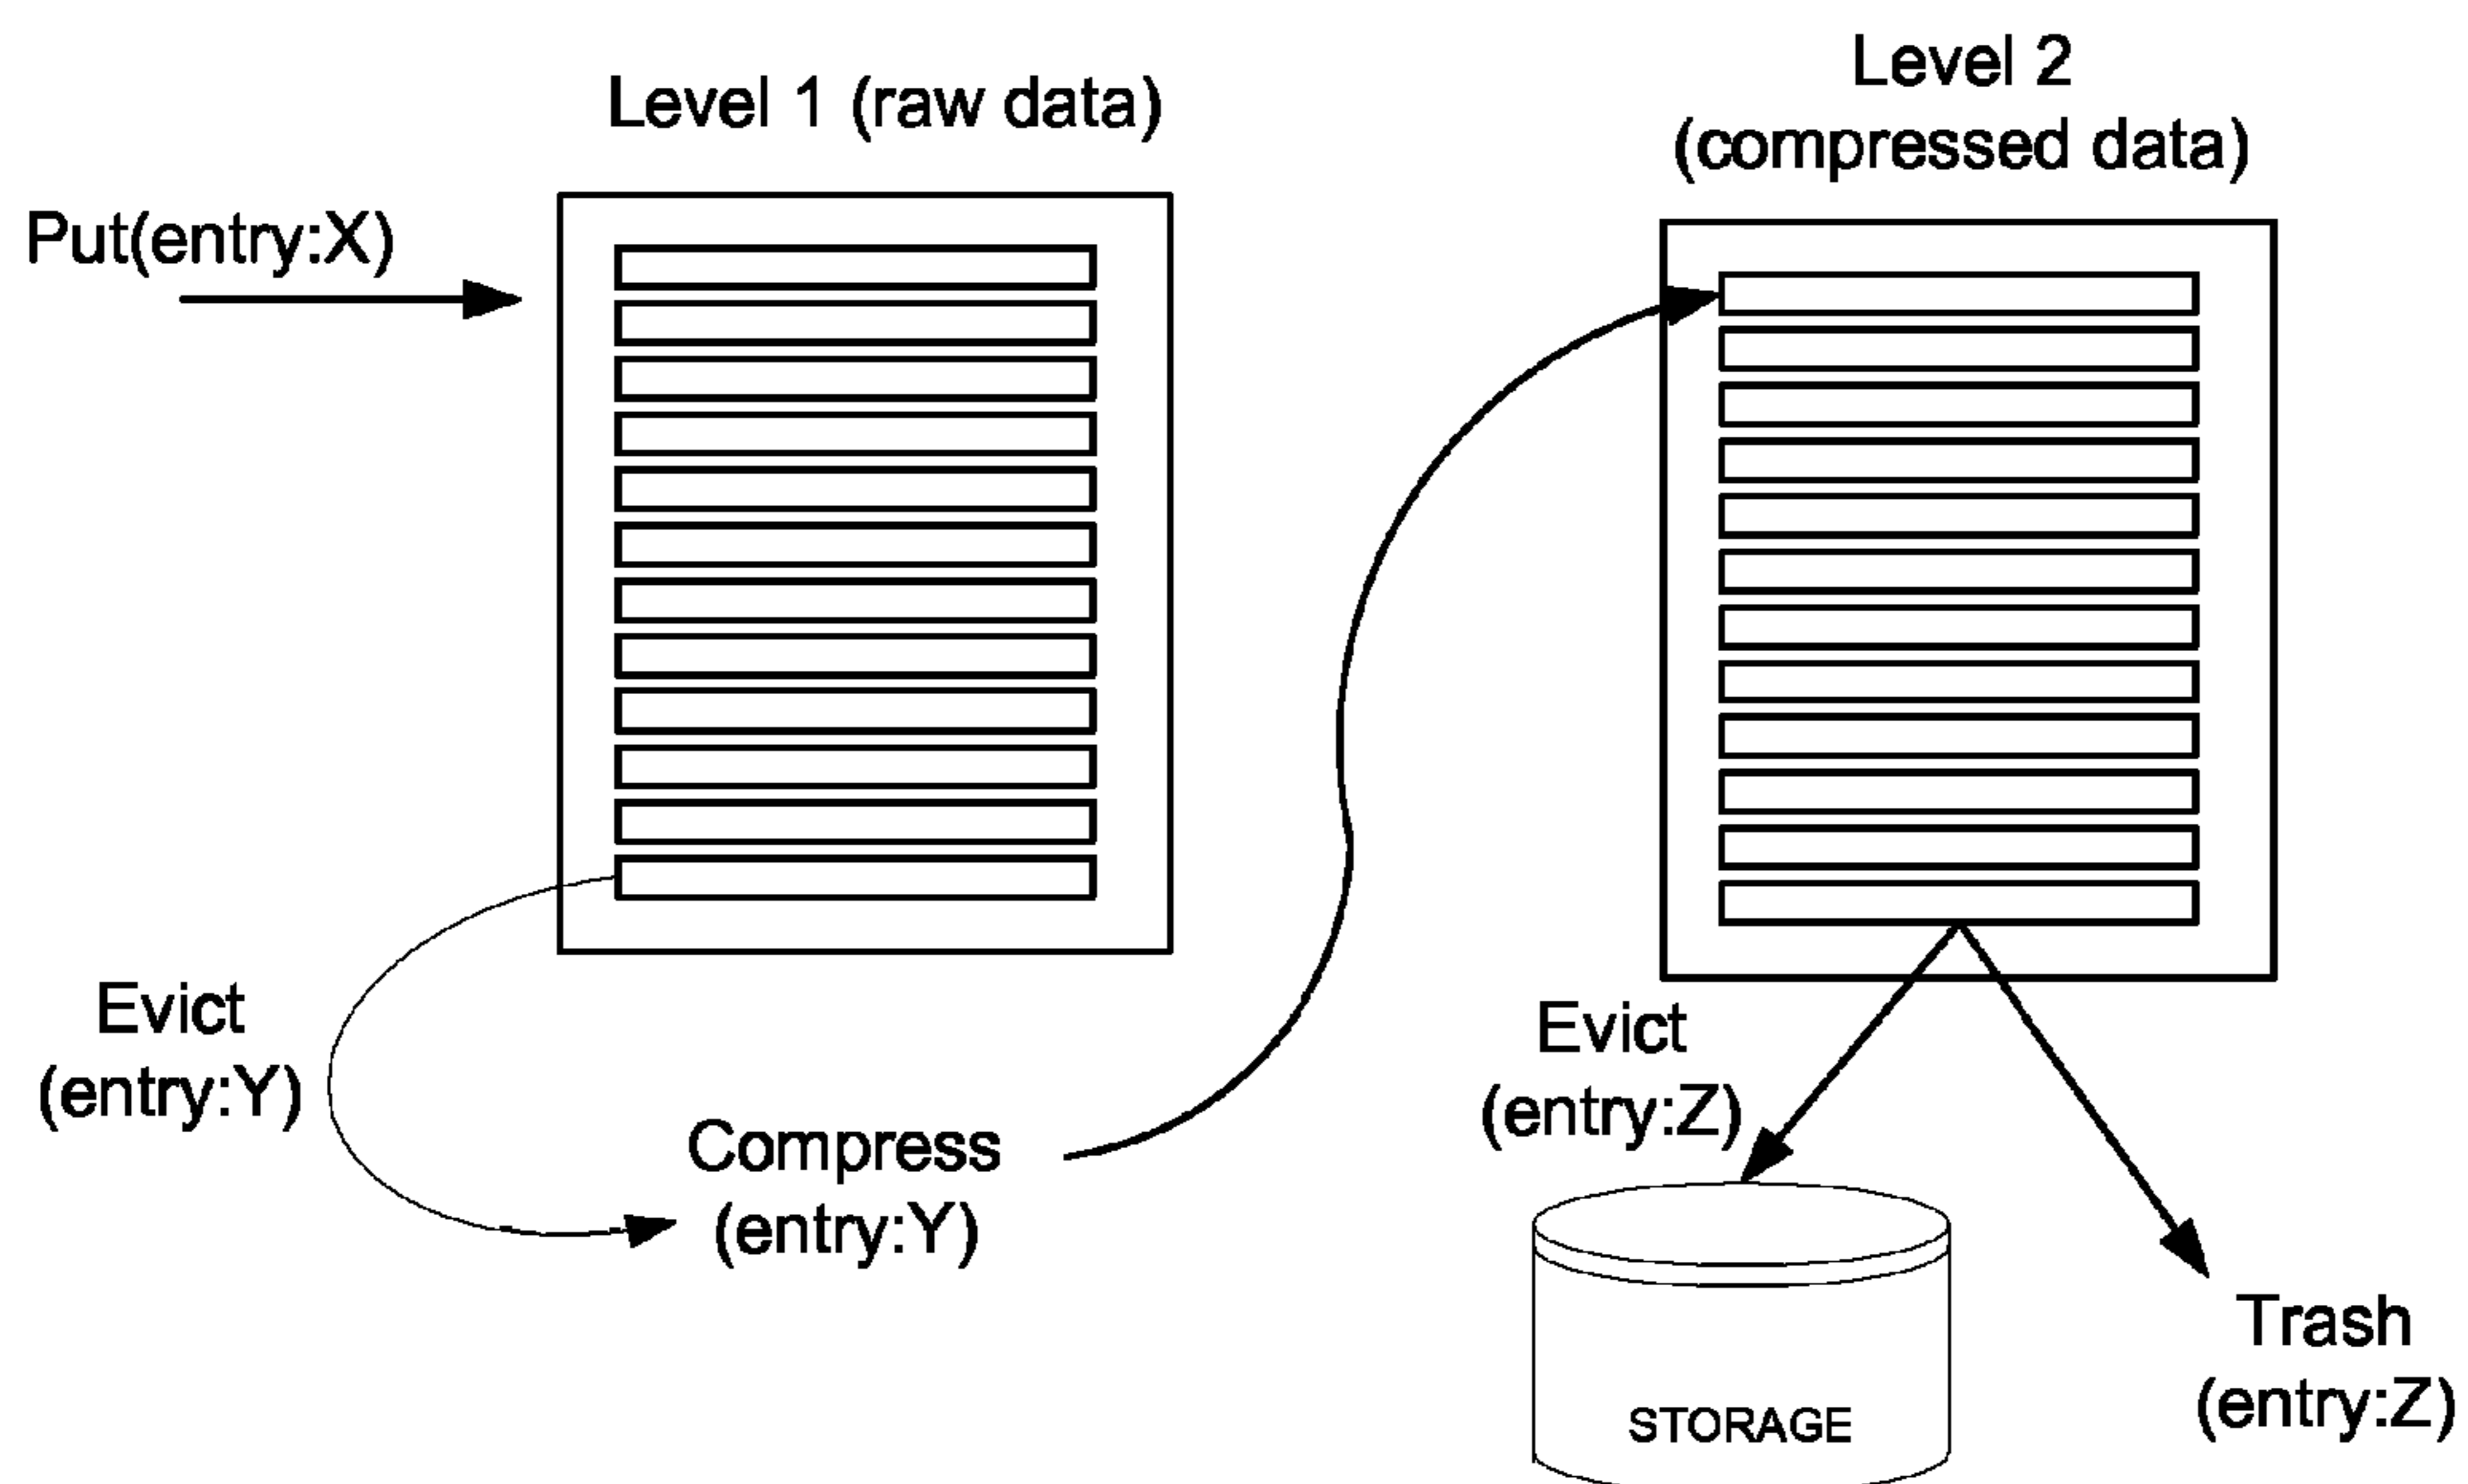 Level 1 (raw data)
Level 2
(compressed data)
Put(entry:X)
Evict
(entry:Y)
Compress
(entry:Y)
Evict
(entry:Z)
STORAGE
Trash
(entry:Z)